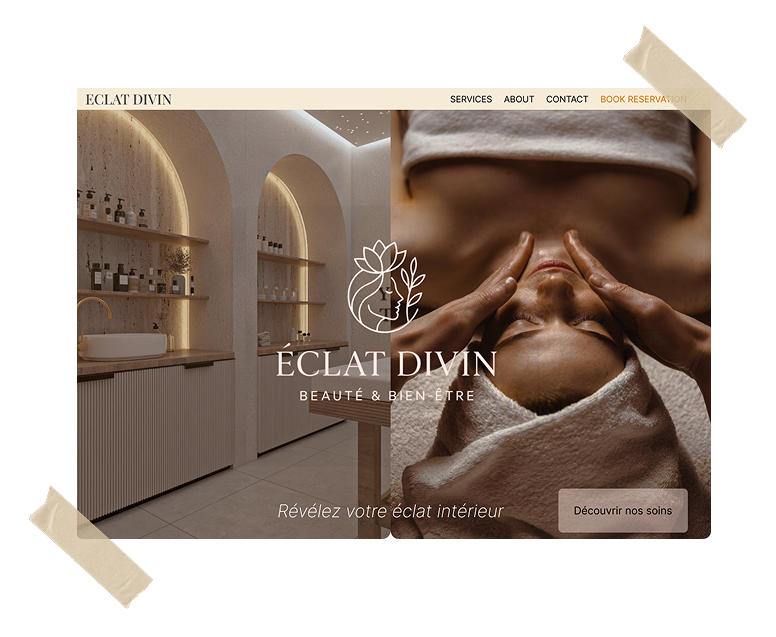 ECLAT DIVIN
SERVICES ABOUT CONTACT BOOK RESERVATION
ÉCLAT DIVIN
BEAUTÉ & BIEN-ÊTRE
Révélez votre éclat intérieur
Découvrir nos soins